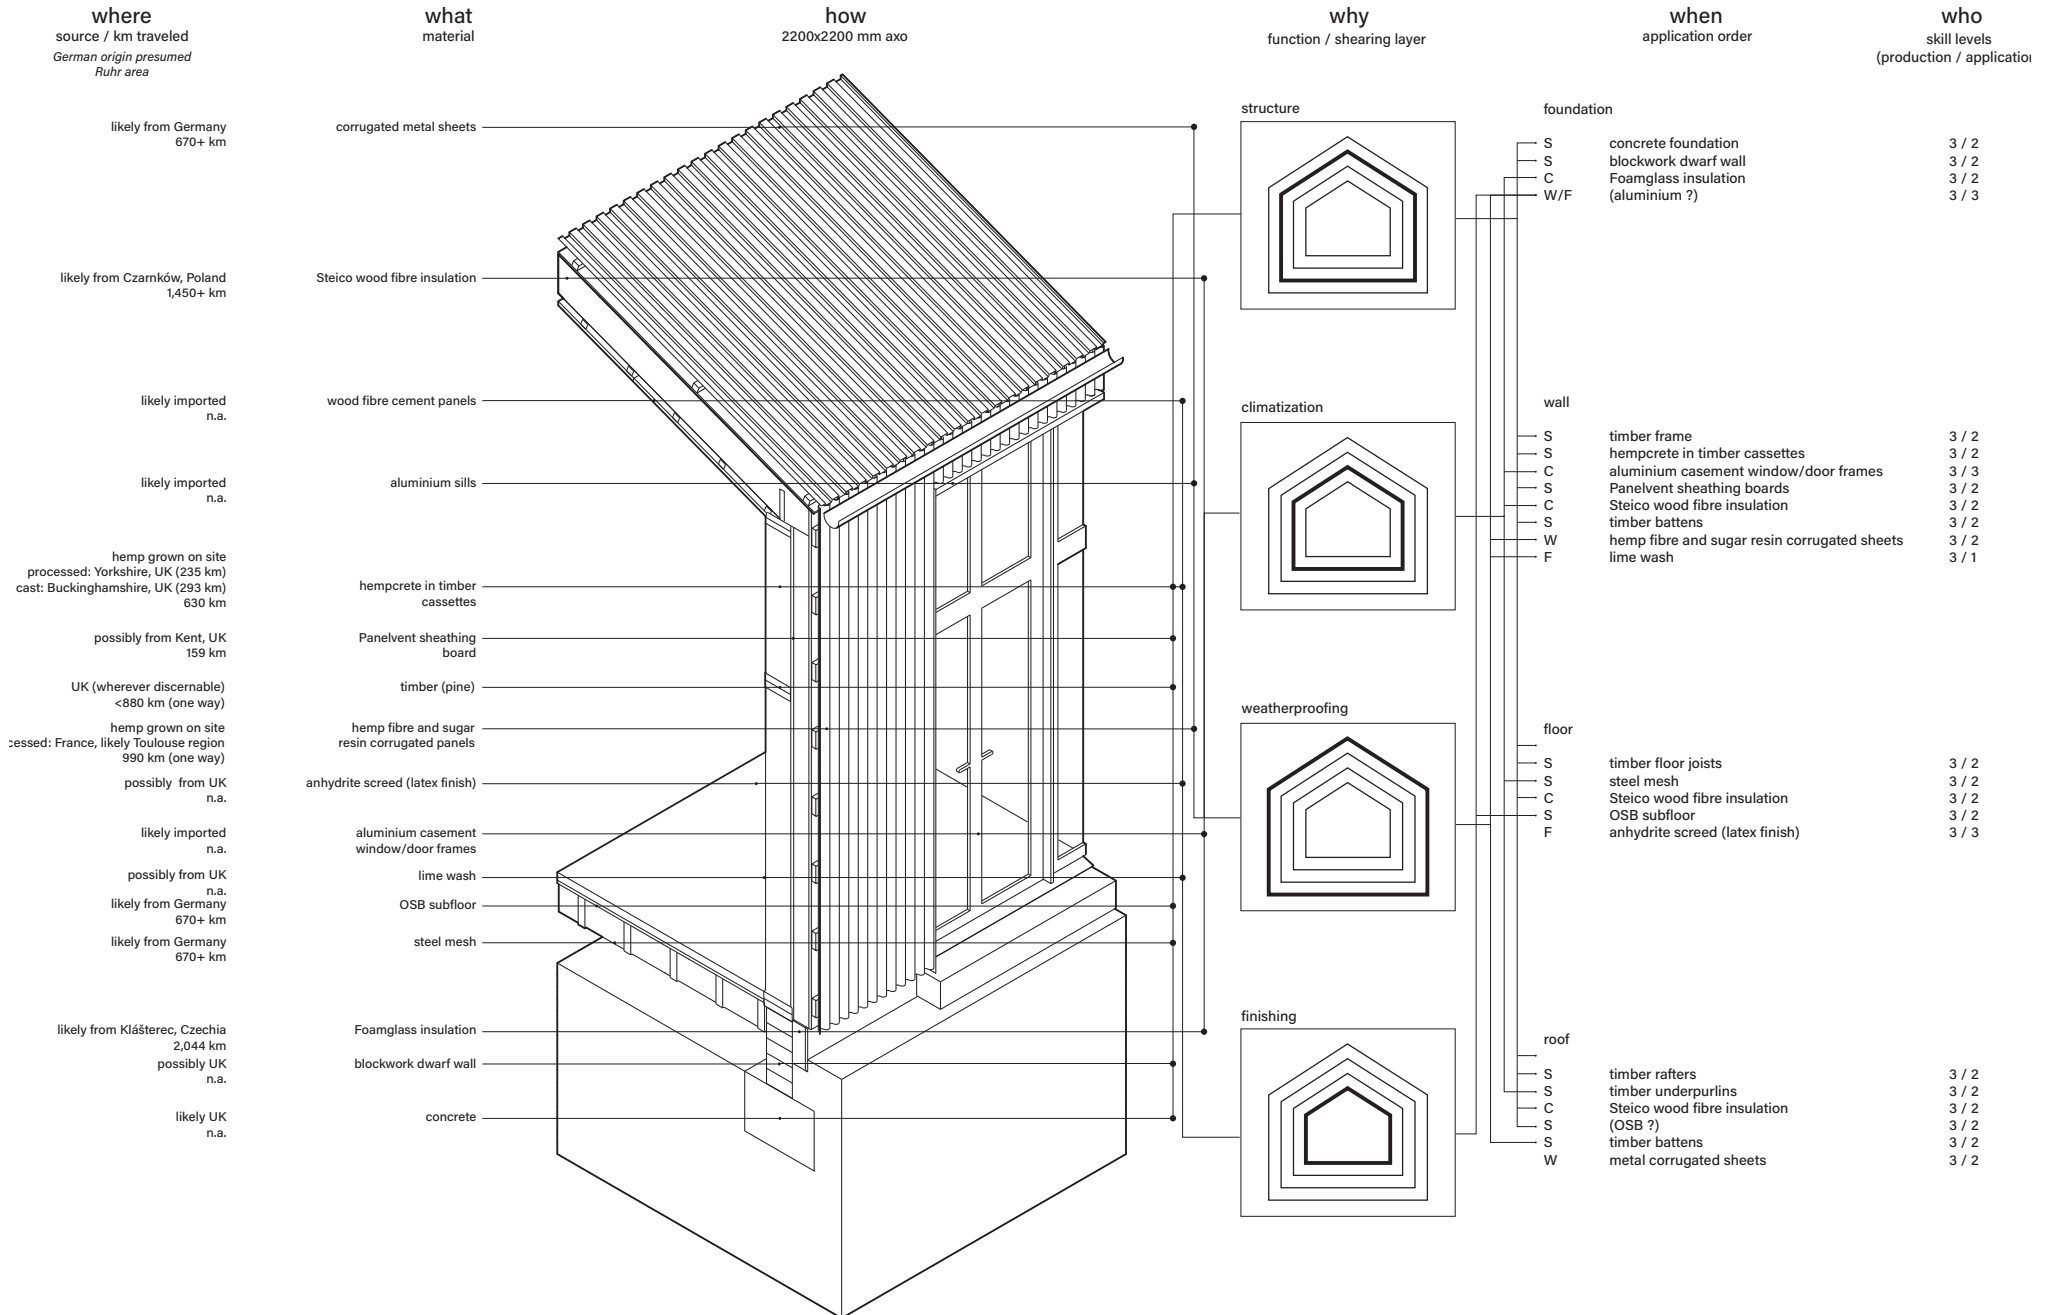 where
source / km traveled
German origin presumed
Ruhr area
what
material
how
2200x2200 mm axo
why
function / shearing layer
when
application order
who
skill levels
(production / application
likely from Germany
670+ km
corrugated metal sheets
likely from Czarnków, Poland
1,450+ km
Steico wood fibre insulation
likely imported
n.a.
wood fibre cement panels
likely imported
n.a.
aluminium sills
hemp grown on site
processed: Yorkshire, UK (235 km)
cast: Buckinghamshire, UK (293 km)
630 km
hempcrete in timber
cassettes
possibly from Kent, UK
159 km
Panelvent sheathing
board
UK (wherever discernable)
<880 km (one way)
timber (pine)
hemp grown on site
cessed: France, likely Toulouse region
990 km (one way)
hemp fibre and sugar
resin corrugated panels
possibly from UK
n.a.
anhydrite screed (latex finish)
likely imported
n.a.
aluminium casement
window/door frames
possibly from UK
n.a.
lime wash
likely from Germany
670+ km
OSB subfloor
likely from Germany
670+ km
steel mesh
likely from Klášterec, Czechia
2,044 km
Foamglass insulation
possibly UK
n.a.
blockwork dwarf wall
likely UK
n.a.
concrete
structure
climatization
weatherproofing
finishing
foundation
S concrete foundation 3 / 2
S blockwork dwarf wall 3 / 2
C Foamglass insulation 3 / 2
W/F (aluminium ?) 3 / 3
wall
S timber frame 3 / 2
S hempcrete in timber cassettes 3 / 2
C aluminium casement window/door frames 3 / 3
S Panelvent sheathing boards 3 / 2
C Steico wood fibre insulation 3 / 2
S timber battens 3 / 2
W hemp fibre and sugar resin corrugated sheets 3 / 2
F lime wash 3 / 1
floor
S timber floor joists 3 / 2
S steel mesh 3 / 2
C Steico wood fibre insulation 3 / 2
S OSB subfloor 3 / 2
F anhydrite screed (latex finish) 3 / 3
roof
S timber rafters 3 / 2
S timber underpurlins 3 / 2
C Steico wood fibre insulation 3 / 2
S (OSB ?) 3 / 2
S timber battens 3 / 2
W metal corrugated sheets 3 / 2